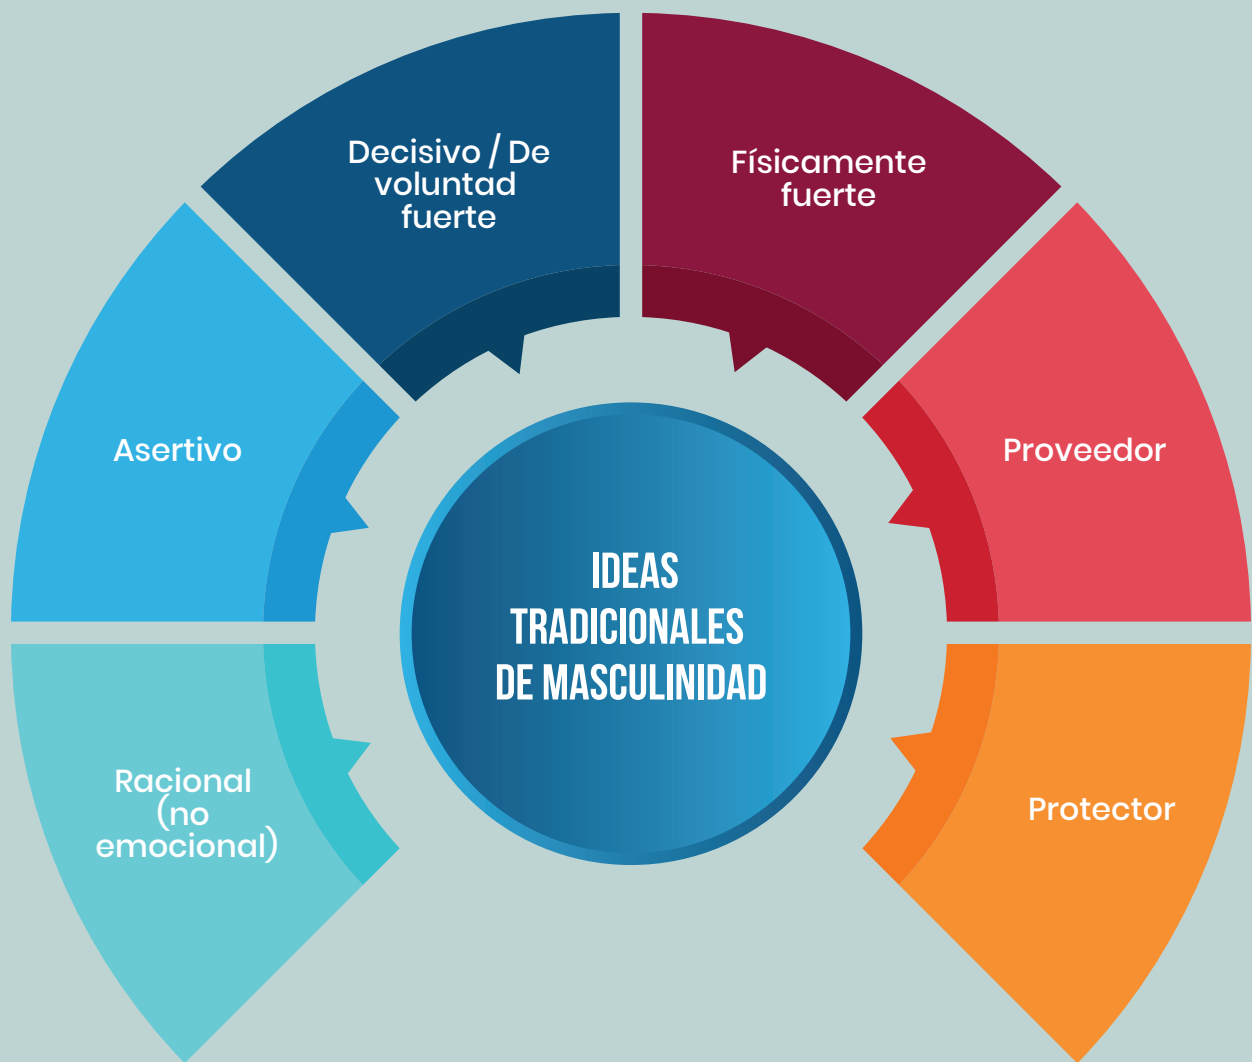 Decisivo / De
voluntad
fuerte
Físicamente
fuerte
Asertivo
Proveedor
IDEAS
TRADICIONALES
DE MASCULINIDAD
Racional
(no
emocional)
Protector